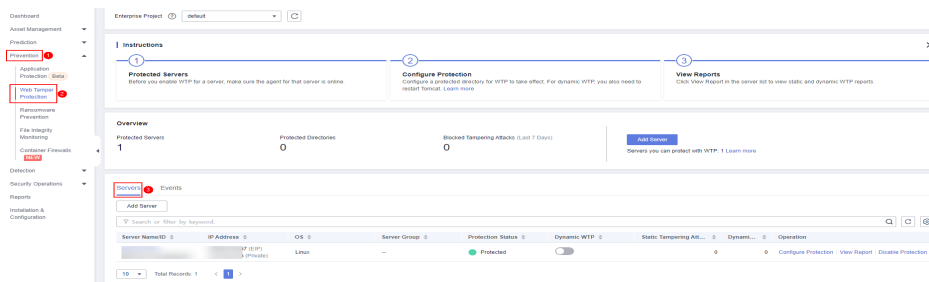 Dashboard
Asset Management
Prediction
Prevention 1
Application
Protection Beta
Web Tamper
Protection 2
Ransomware
Prevention
File Integrity
Monitoring
Container Firewalls
NEW
Detection
Security Operations
Reports
Installation &
Configuration
Enterprise Project ? default
Instructions
1 2 3
Protected Servers
Before you enable WTP for a server, make sure the agent for that server is online.
Configure Protection
Configure a protected directory for WTP to take effect. For dynamic WTP, you also need to
restart Tomcat. Learn more
View Reports
Click View Report in the server list to view static and dynamic WTP reports.
Overview
Protected Servers Protected Directories Blocked Tampering Attacks (Last 7 Days)
1 0 0
Add Server
Servers you can protect with WTP: 1 Learn more
Servers 3 Events
Add Server
Search or filter by keyword.
Server Name/ID IP Address OS Server Group Protection Status Dynamic WTP Static Tampering Att... Dynami... Operation
(EIP)
(Private)
Linux -- Protected 0 0 Configure Protection View Report Disable Protection
10 Total Records: 1 < 1 >